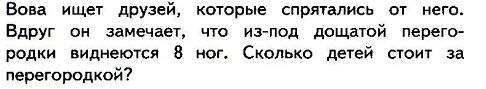 Вова ищет друзей, которые спрятались от него.
Вдруг он замечает, что из-под дощатой перего-
родки виднеются 8 ног. Сколько детей стоит за
перегородкой?